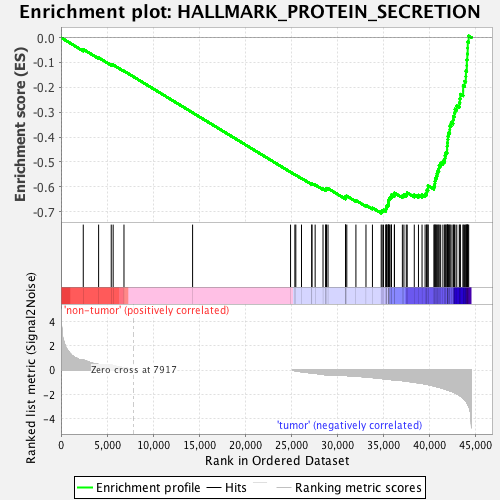 Enrichment plot: HALLMARK_PROTEIN_SECRETION
Enrichment score (ES)
0.0
-0.1
-0.2
-0.3
-0.4
-0.5
-0.6
-0.7
'non-tumor' (positively correlated)
Ranked list metric (Signal2Noise)
4
2
0
-2
-4
Zero cross at 7917
'tumor' (negatively correlated)
0
5,000
10,000
15,000
20,000
25,000
30,000
35,000
40,000
45,000
Rank in Ordered Dataset
Enrichment profile
Hits
Ranking metric scores